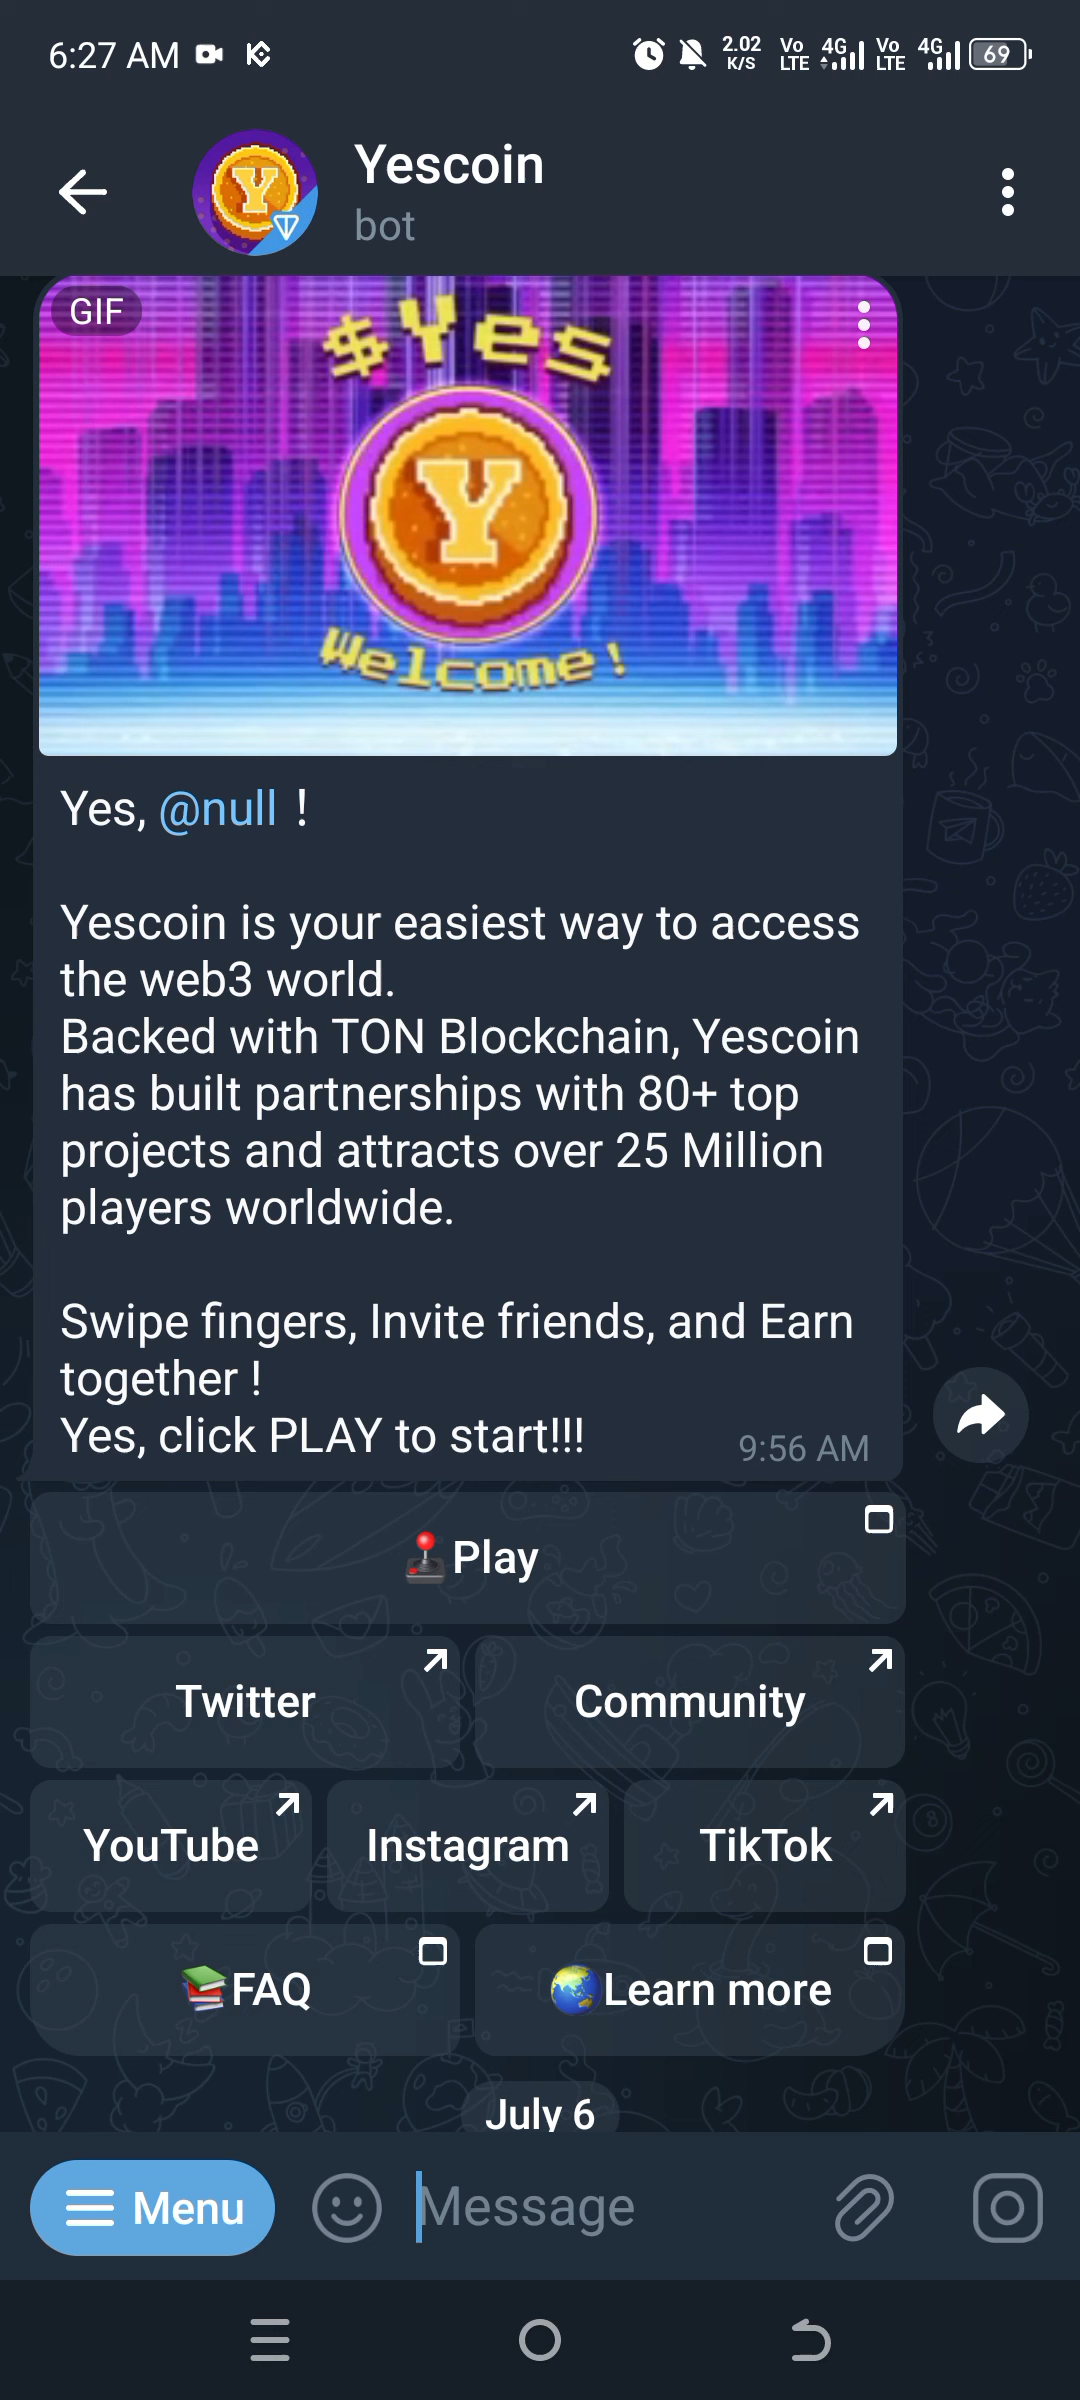 6:27 AM
2.02 K/S Vo LTE 4G Vo LTE 4G 69
Yescoin
bot
GIF
$Yes
Y
Welcome!
Yes, @null !
Yescoin is your easiest way to access
the web3 world.
Backed with TON Blockchain, Yescoin
has built partnerships with 80+ top
projects and attracts over 25 Million
players worldwide.
Swipe fingers, Invite friends, and Earn
together !
Yes, click PLAY to start!!!
9:56 AM
🕹️Play
Twitter Community
YouTube Instagram TikTok
📚FAQ 🌏Learn more
July 6
Menu Message